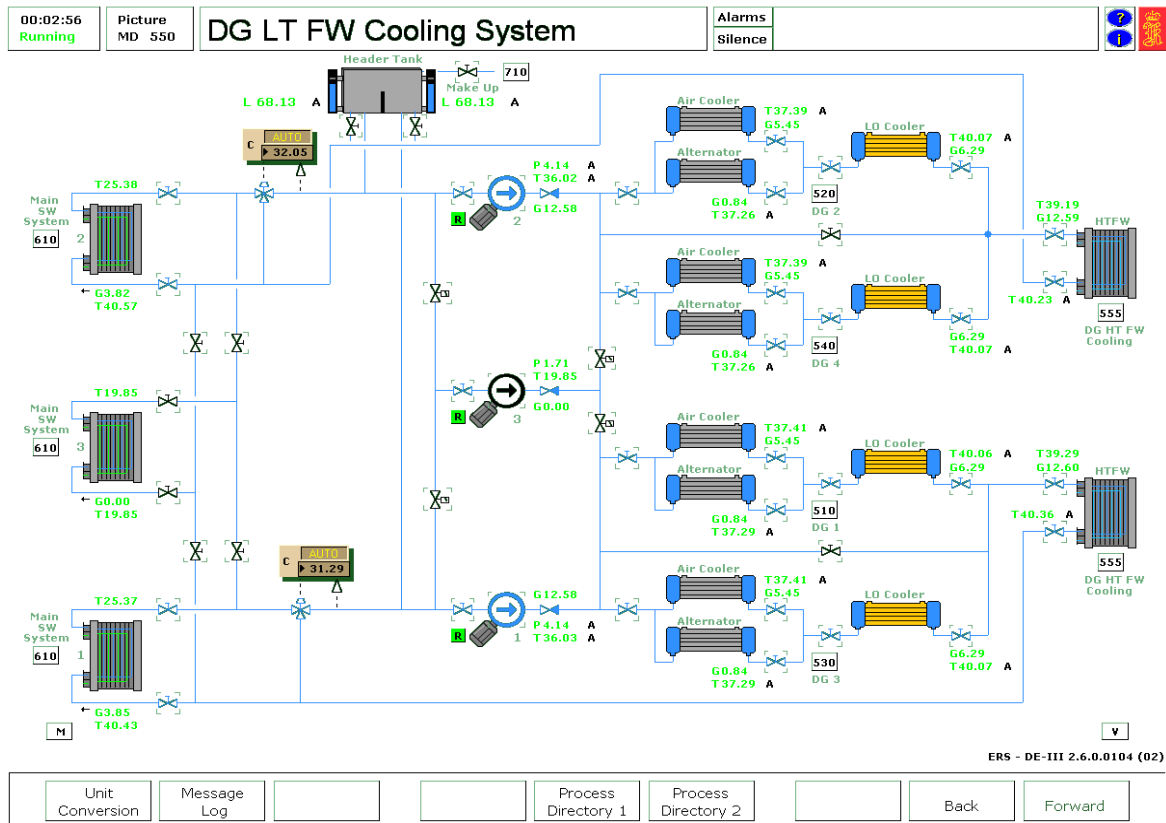 00:02:56
Running
Picture
MD 550
DG LT FW Cooling System
Alarms
Silence
?
i
Header Tank
710
Make Up
L 68.13 A
L 68.13 A
C AUTO
32.05
T25.38
Main
SW
System
610
2
G3.82
T40.57
P4.14 A
T36.02 A
G12.58
R
2
Air Cooler
T37.39 A
G5.45
Alternator
G0.84
T37.26 A
520
DG 2
LO Cooler
T40.07 A
G6.29
T39.19
G12.59
HTFW
T40.23 A
555
DG HT FW
Cooling
Air Cooler
T37.39 A
G5.45
Alternator
G0.84
T37.26 A
540
DG 4
LO Cooler
G6.29
T40.07 A
T19.85
Main
SW
System
610
3
G0.00
T19.85
P1.71
T19.85
G0.00
R
3
Air Cooler
T37.41 A
G5.45
Alternator
G0.84
T37.29 A
510
DG 1
LO Cooler
T40.06 A
G6.29
T39.29
G12.60
HTFW
T40.36 A
555
DG HT FW
Cooling
C AUTO
31.29
T25.37
Main
SW
System
610
1
G3.85
T40.43
G12.58
P4.14 A
T36.03 A
R
1
Air Cooler
T37.41 A
G5.45
Alternator
G0.84
T37.29 A
530
DG 3
LO Cooler
G6.29
T40.07 A
M
V
ERS - DE-III 2.6.0.0104 (02)
Unit
Conversion
Message
Log
Process
Directory 1
Process
Directory 2
Back
Forward